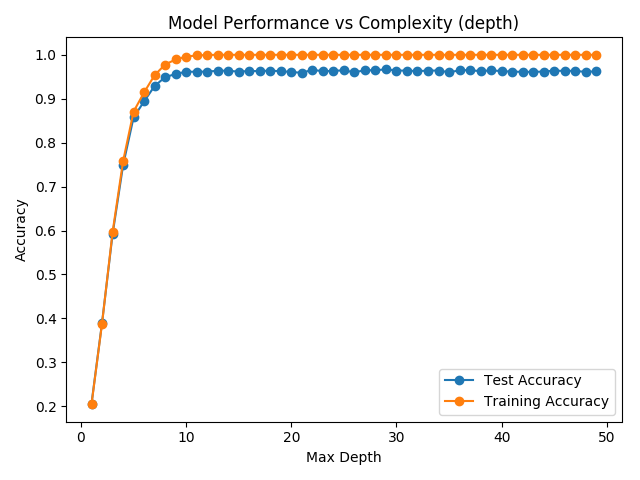 Model Performance vs Complexity (depth)
1.0
0.9
0.8
0.7
0.6
0.5
0.4
0.3
0.2
Accuracy
Test Accuracy
Training Accuracy
0 10 20 30 40 50
Max Depth